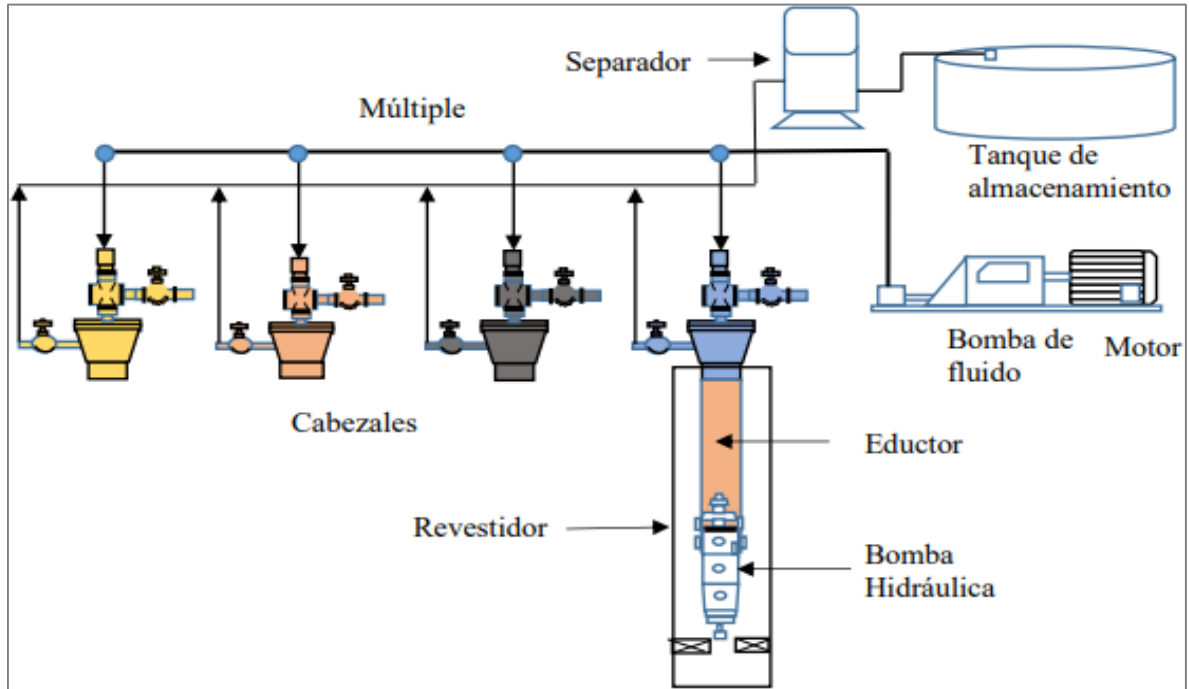 Separador
Múltiple
Tanque de
almacenamiento
Bomba de
fluido
Motor
Cabezales
Eductor
Revestidor
Bomba
Hidráulica